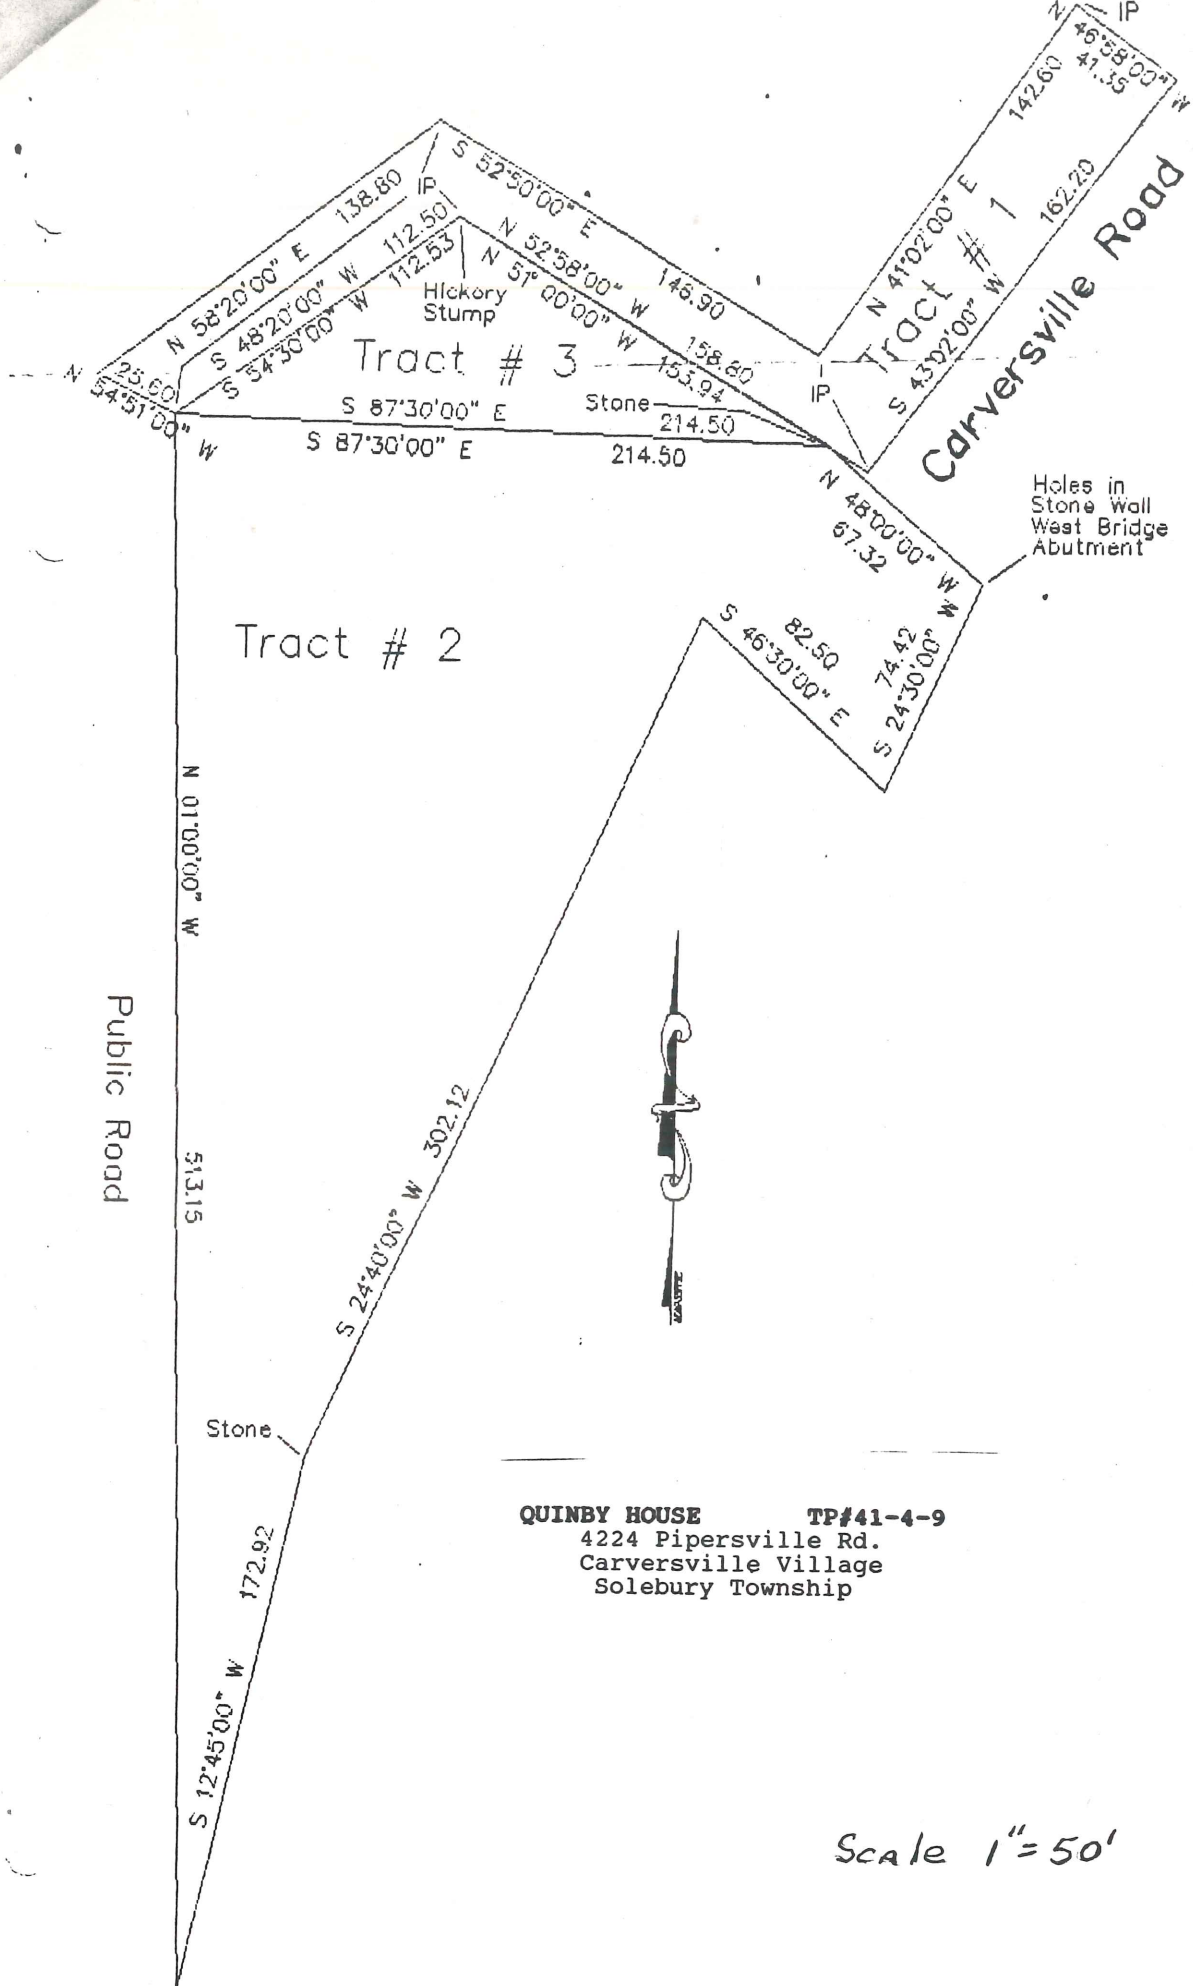 IP
N 46°58'00" W
41.35
142.60
N 41°02'00" E
Tract # 1
162.20
S 43°02'00" W
Carversville Road
S 52°50'00" E
146.90
IP
138.80
N 58°20'00" E
112.50
S 48°20'00" W
112.53
S 54°30'00" W
N 52°58'00" W
158.80
N 51°00'00" W
153.94
Hickory
Stump
Tract # 3
25.60
N 54°51'00" W
Stone
IP
S 87°30'00" E
214.50
S 87°30'00" E
214.50
Holes in
Stone Wall
West Bridge
Abutment
N 48°00'00" W
67.32
74.42
S 24°30'00" W
82.50
S 46°30'00" E
Tract # 2
N 01°00'00" W
513.15
Public Road
302.12
S 24°40'00" W
Stone
172.92
S 12°45'00" W
QUINBY HOUSE TP#41-4-9
4224 Pipersville Rd.
Carversville Village
Solebury Township
Scale 1"=50'